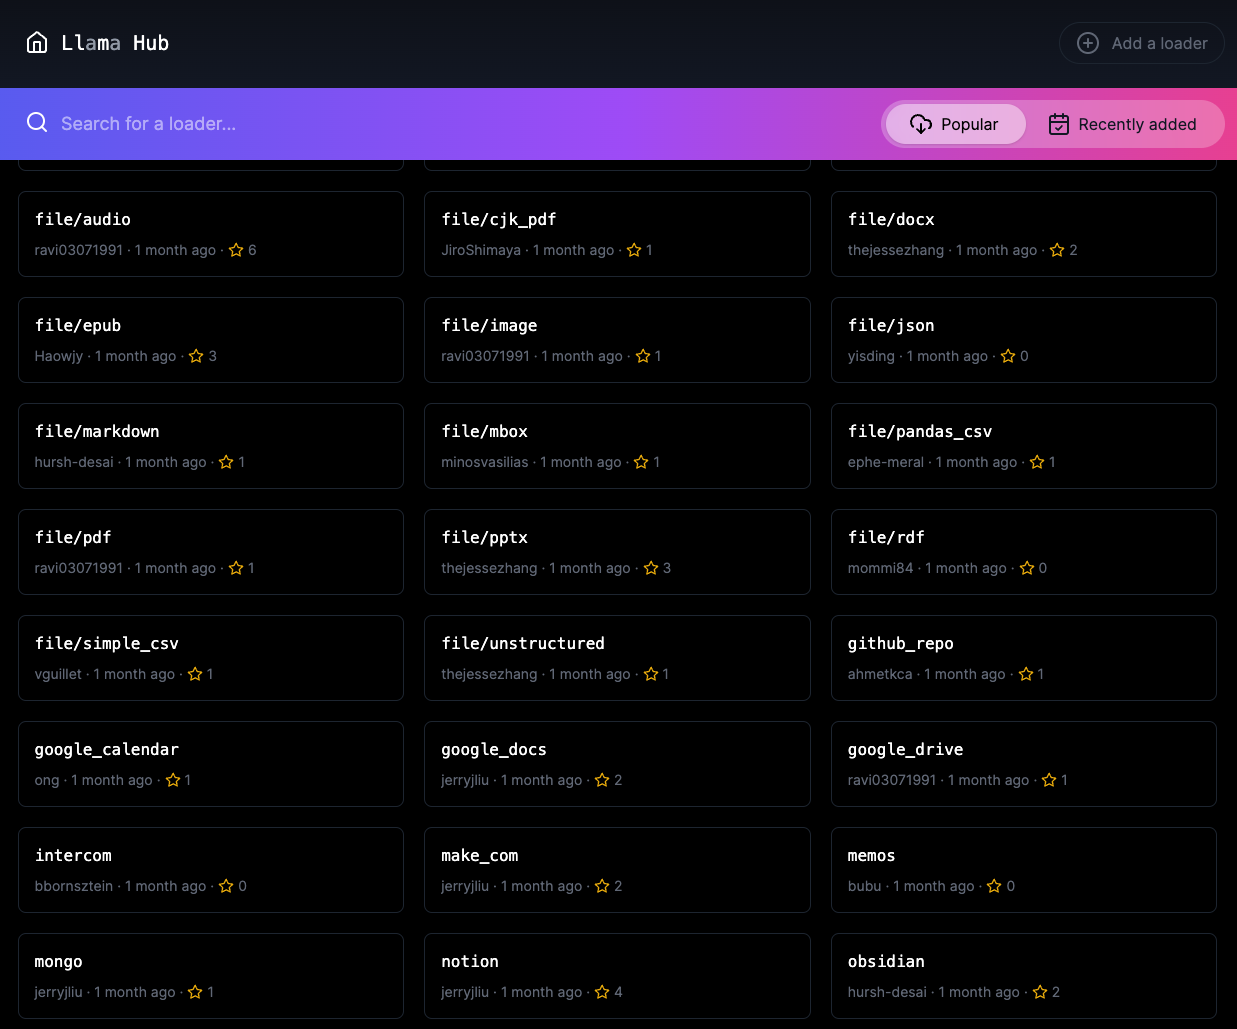 Llama Hub
Add a loader
Search for a loader...
Popular
Recently added
file/audio
ravi03071991 · 1 month ago · 6
file/cjk_pdf
JiroShimaya · 1 month ago · 1
file/docx
thejessezhang · 1 month ago · 2
file/epub
Haowjy · 1 month ago · 3
file/image
ravi03071991 · 1 month ago · 1
file/json
yisding · 1 month ago · 0
file/markdown
hursh-desai · 1 month ago · 1
file/mbox
minosvasilias · 1 month ago · 1
file/pandas_csv
ephe-meral · 1 month ago · 1
file/pdf
ravi03071991 · 1 month ago · 1
file/pptx
thejessezhang · 1 month ago · 3
file/rdf
mommi84 · 1 month ago · 0
file/simple_csv
vguillet · 1 month ago · 1
file/unstructured
thejessezhang · 1 month ago · 1
github_repo
ahmetkca · 1 month ago · 1
google_calendar
ong · 1 month ago · 1
google_docs
jerryjliu · 1 month ago · 2
google_drive
ravi03071991 · 1 month ago · 1
intercom
bbornsztein · 1 month ago · 0
make_com
jerryjliu · 1 month ago · 2
memos
bubu · 1 month ago · 0
mongo
jerryjliu · 1 month ago · 1
notion
jerryjliu · 1 month ago · 4
obsidian
hursh-desai · 1 month ago · 2